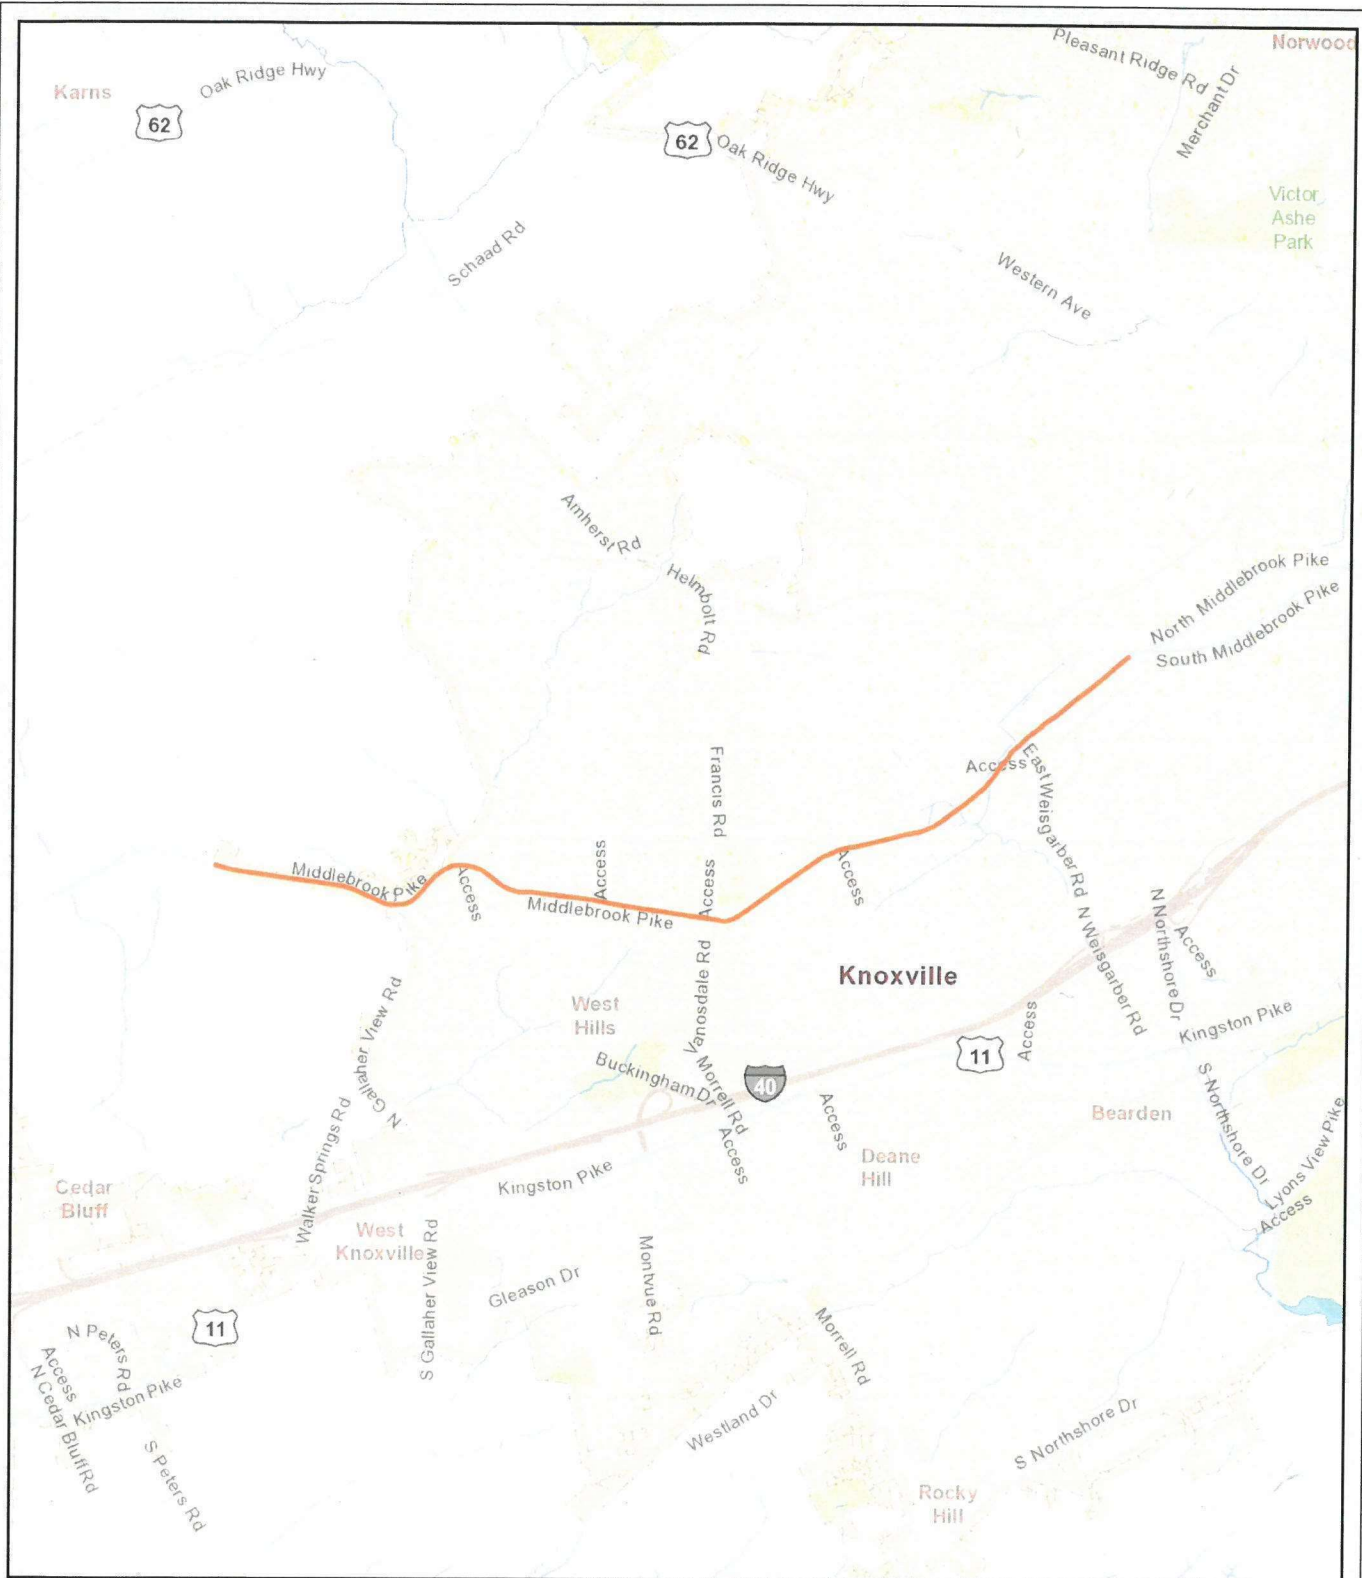 Norwood
Pleasant Ridge Rd
Karns
Oak Ridge Hwy
62
62
Oak Ridge Hwy
Merchant Dr
Victor
Ashe
Park
Schaad Rd
Western Ave
Amherst Rd
Helmbolt Rd
North Middlebrook Pike
South Middlebrook Pike
Francis Rd
Access
East Weisgarber Rd
Access
Access
Access
Access
Middlebrook Pike
Middlebrook Pike
N Weisgarber Rd
N Northshore Dr
Access
Vanosdale Rd
Knoxville
West
Hills
N Gallaher View Rd
Access
Kingston Pike
11
Buckingham Dr
Morrell Rd
40
Access
Access
Bearden
S Northshore Dr
Lyons View Pike
Access
Walker Springs Rd
Deane
Hill
Kingston Pike
Cedar
Bluff
West
Knoxville
S Gallaher View Rd
Gleason Dr
Montvue Rd
11
N Peters Rd
Access
Kingston Pike
N Cedar Bluff Rd
Morrell Rd
Westland Dr
S Northshore Dr
S Peters Rd
Rocky
Hill